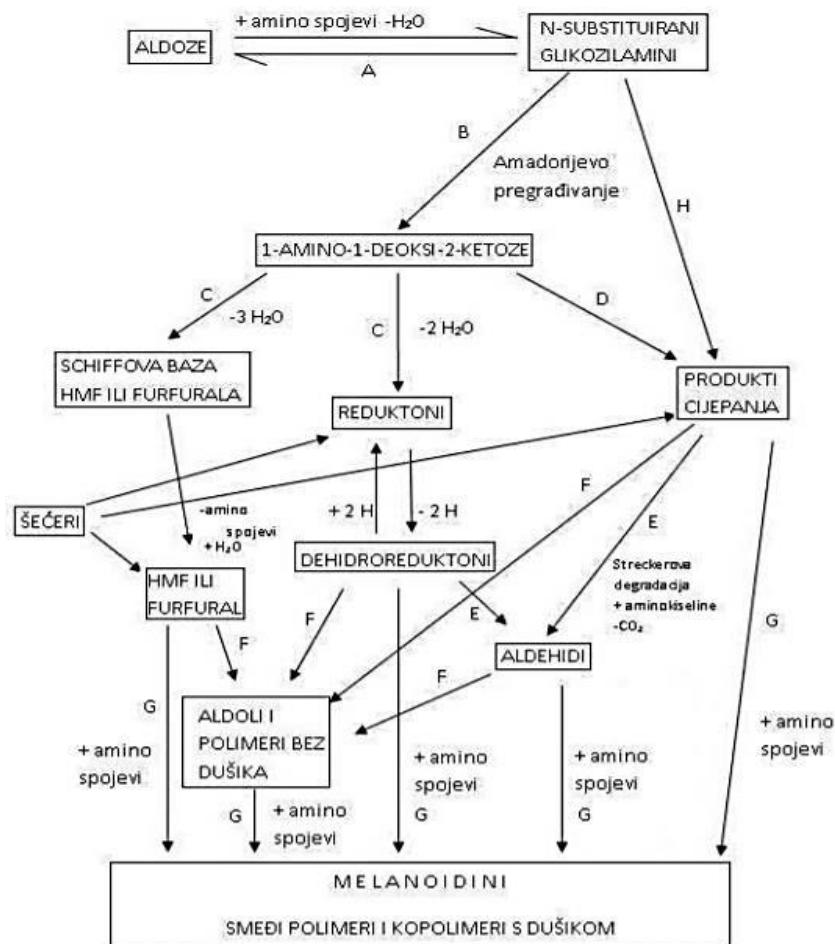 + amino spojevi -H₂O
ALDOZE
A
N-SUBSTITUIRANI
GLIKOZILAMINI
B
Amadorijevo
pregrađivanje
H
1-AMINO-1-DEOKSI-2-KETOZE
C
-3 H₂O
C
-2 H₂O
D
SCHIFFOVA BAZA
HMF ILI FURFURALA
REDUKTONI
PRODUKTI
CIJEPANJA
ŠEĆERI
-amino
spojevi
+H₂O
+ 2 H
- 2 H
F
E
HMF ILI
FURFURAL
DEHIDROREDUKTONI
Streckerova
degradacija
+ aminokiseline
-CO₂
F
F
E
ALDEHIDI
F
G
G
ALDOLI I
POLIMERI BEZ
DUŠIKA
+ amino
spojevi
G
+ amino
spojevi
+ amino
spojevi
G
+ amino
spojevi
G
+ amino
spojevi
MELANOIDINI
SMEĐI POLIMERI I KOPOLIMERI S DUŠIKOM